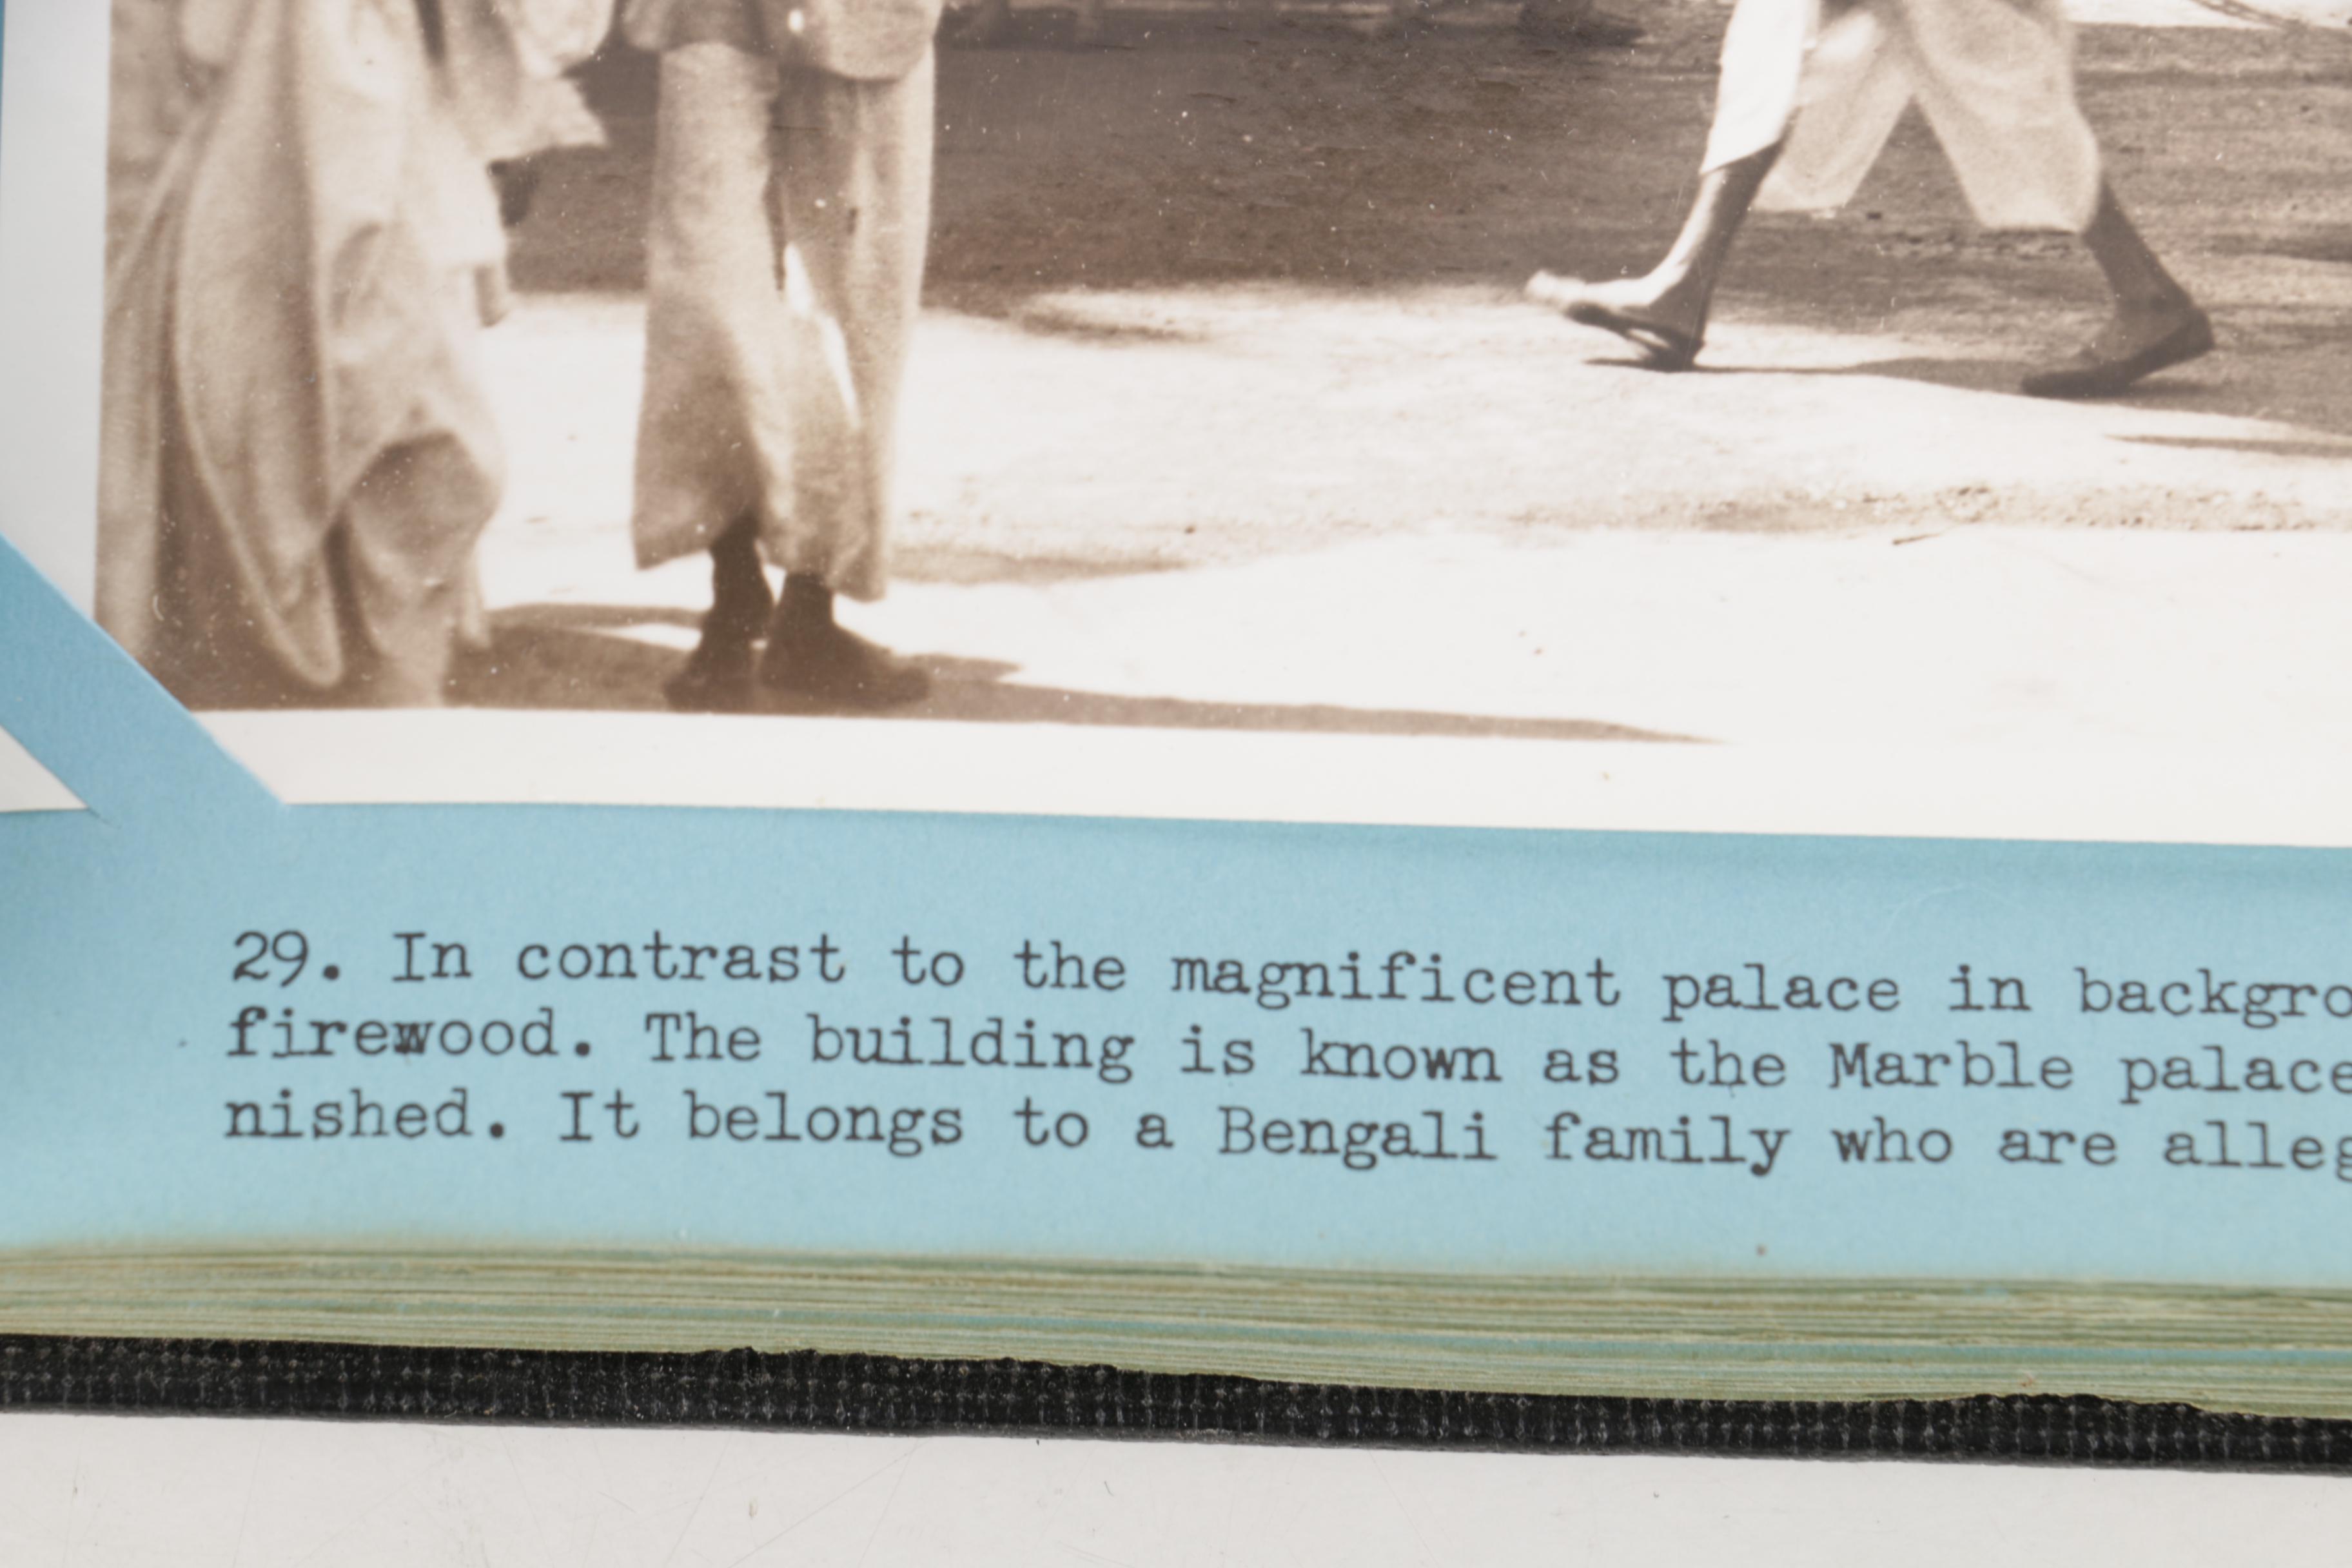 29. In contrast to the magnificent palace in backgro
firewood. The building is known as the Marble palace
nished. It belongs to a Bengali family who are alleg